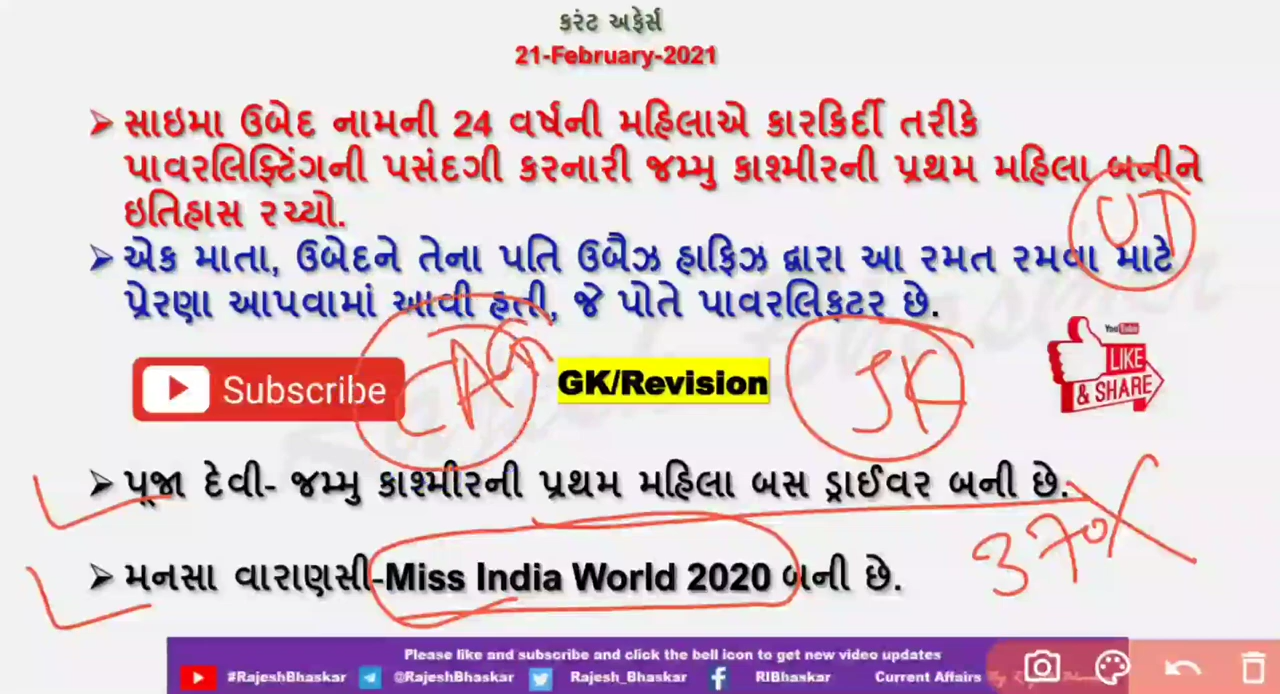 કરંટ અફેર્સ
21-February-2021
➢ સાઇમા ઉબેદ નામની 24 વર્ષની મહિલાએ કારકિર્દી તરીકે
પાવરલિફ્ટિંગની પસંદગી કરનારી જમ્મુ કાશ્મીરની પ્રથમ મહિલા બનીને
ઇતિહાસ રચ્યો.
UT
➢ એક માતા, ઉબેદને તેના પતિ ઉબૈઝ હાફિઝ દ્વારા આ રમત રમવા માટે
પ્રેરણા આપવામાં આવી હતી, જે પોતે પાવરલિફ્ટર છે.
YouTube
LIKE
& SHARE
Subscribe
CAG
GK/Revision
JK
➢ પૂજા દેવી- જમ્મુ કાશ્મીરની પ્રથમ મહિલા બસ ડ્રાઈવર બની છે.
370
➢ મનસા વારાણસી-Miss India World 2020 બની છે.
Please like and subscribe and click the bell icon to get new video updates
#RajeshBhaskar @RajeshBhaskar Rajesh_Bhaskar RIBhaskar Current Affairs By